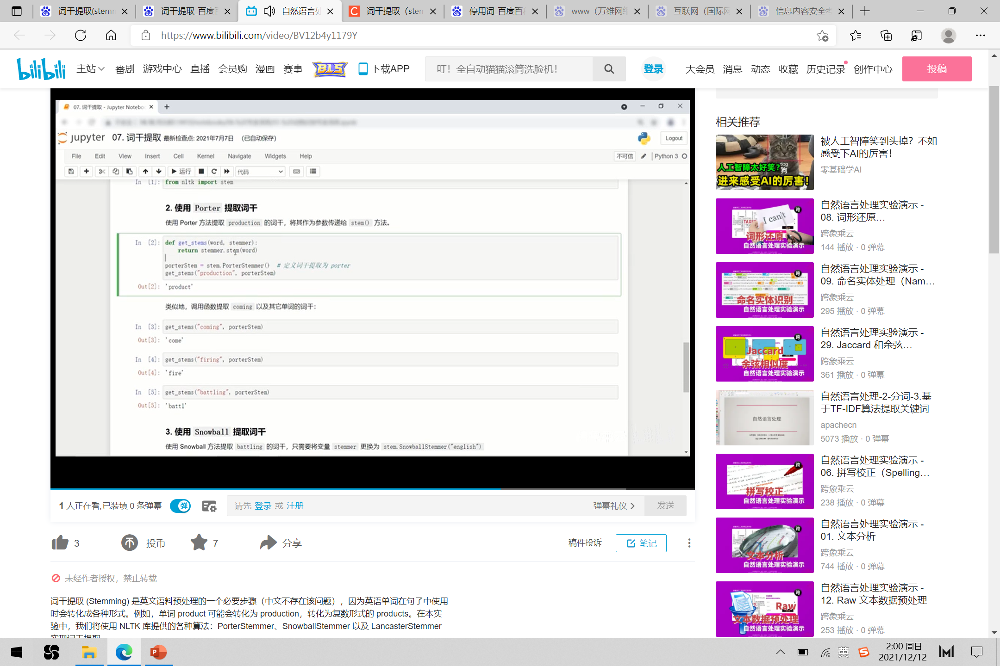 词干提取(stemm
词干提取_百度百
自然语言处
词干提取（stem
停用词_百度百科
www（万维网
互联网（国际网
信息内容安全考
https://www.bilibili.com/video/BV12b4y1179Y
bilibili
主站
番剧
游戏中心
直播
会员购
漫画
赛事
下载APP
叮！全自动猫猫滚筒洗脸机！
登录
大会员
消息
动态
收藏
历史记录
创作中心
投稿
07. 词干提取 - Jupyter Notebo
jupyter 07. 词干提取 最新检查点: 2021年7月7日 (已自动保存)
Logout
File Edit View Insert Cell Kernel Navigate Widgets Help
不可信
Python 3
运行
代码
In [1]: from nltk import stem
2. 使用 Porter 提取词干
使用 Porter 方法提取 production 的词干，将其作为参数传递给 stem() 方法。
In [2]: def get_stems(word, stemmer):
return stemmer.stem(word)
porterStem = stem.PorterStemmer() # 定义词干提取为 porter
get_stems("production", porterStem)
Out[2]: 'product'
类似地，调用函数提取 coming 以及其它单词的词干：
In [3]: get_stems("coming", porterStem)
Out[3]: 'come'
In [4]: get_stems("firing", porterStem)
Out[4]: 'fire'
In [5]: get_stems("battling", porterStem)
Out[5]: 'battl'
3. 使用 Snowball 提取词干
使用 Snowball 方法提取 battling 的词干，只需要将变量 stemmer 更换为 stem.SnowballStemmer("english")
1 人正在看,已装填 0 条弹幕
弹
请先 登录 或 注册
弹幕礼仪
发送
3
投币
7
分享
稿件投诉
笔记
未经作者授权，禁止转载
词干提取 (Stemming) 是英文语料预处理的一个必要步骤（中文不存在该问题），因为英语单词在句子中使用
时会转化成各种形式。例如，单词 product 可能会转化为 production，转化为复数形式的 products。在本实
验中，我们将使用 NLTK 库提供的各种算法：PorterStemmer、SnowballStemmer 以及 LancasterStemmer
实现词干提取
相关推荐
人工智障太好笑？
dog
狗
进来感受AI的厉害！
被人工智障笑到头掉？不如
感受下AI的厉害！
零基础学AI
I can't
词形还原
自然语言处理实验演示
自然语言处理实验演示 -
08. 词形还原…
跨象乘云
144 播放 · 0 弹幕
命名实体识别
自然语言处理实验演示
自然语言处理实验演示 -
09. 命名实体处理（Nam…
跨象乘云
295 播放 · 0 弹幕
Jaccard
余弦相似度
自然语言处理实验演示
自然语言处理实验演示 -
29. Jaccard 和余弦…
跨象乘云
361 播放 · 0 弹幕
自然语言处理
自然语言处理-2-分词-3.基
于TF-IDF算法提取关键词
apachecn
5073 播放 · 0 弹幕
拼写校正
自然语言处理实验演示
自然语言处理实验演示 -
06. 拼写校正（Spelling…
跨象乘云
238 播放 · 0 弹幕
文本分析
自然语言处理实验演示
自然语言处理实验演示 -
01. 文本分析
跨象乘云
744 播放 · 0 弹幕
Raw
文本数据预处理
自然语言处理实验演示
自然语言处理实验演示 -
12. Raw 文本数据预处理
跨象乘云
253 播放 · 0 弹幕
英
2:00 周日
2021/12/12